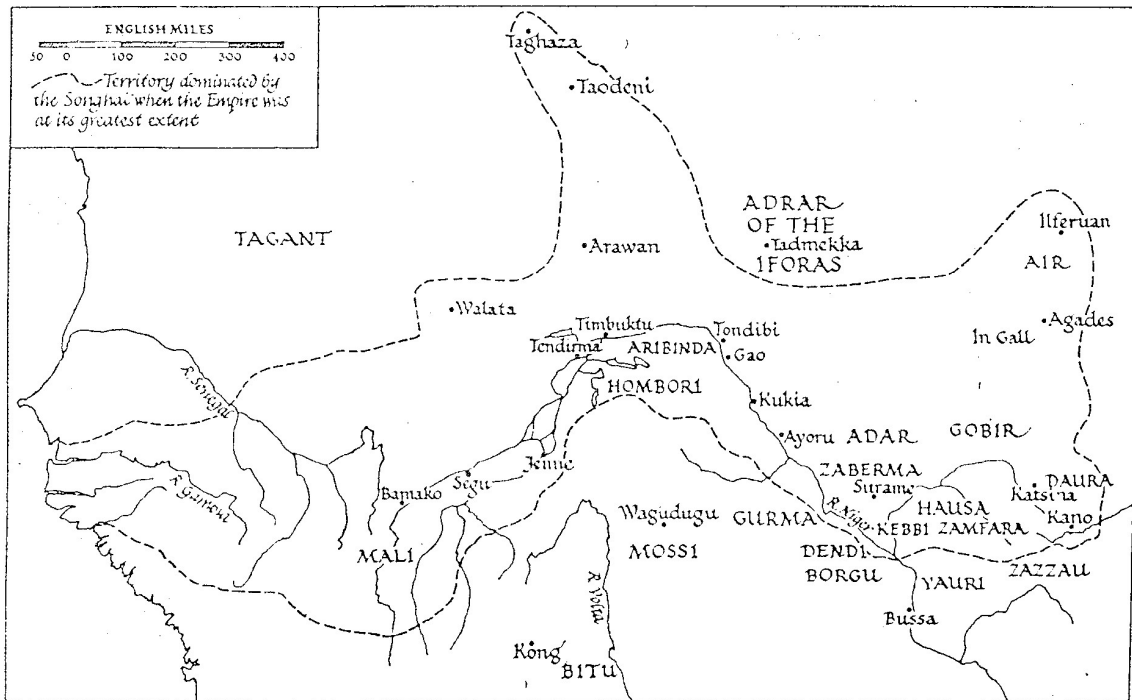 ENGLISH MILES
50 0 100 200 300 400
Territory dominated by
the Songhai when the Empire was
at its greatest extent
Taghaza
Taodeni
TAGANT
ADRAR
OF THE
IFORAS
Tadmekka
Ilferuan
AIR
Arawan
Walata
Agades
In Gall
Timbuktu
Tendirma
ARIBINDA
Tondibi
Gao
HOMBORI
Kukia
R. Senegal
Ayoru
ADAR
GOBIR
Jenne
Segu
Bamako
ZABERMA
Surame
HAUSA
Katsina
DAURA
Kano
R. Gambia
MALI
Wagudugu
MOSSI
GURMA
R. Niger
KEBBI
ZAMFARA
DENDI
BORGU
YAURI
ZAZZAU
Bussa
R. Volta
Kong
BITU